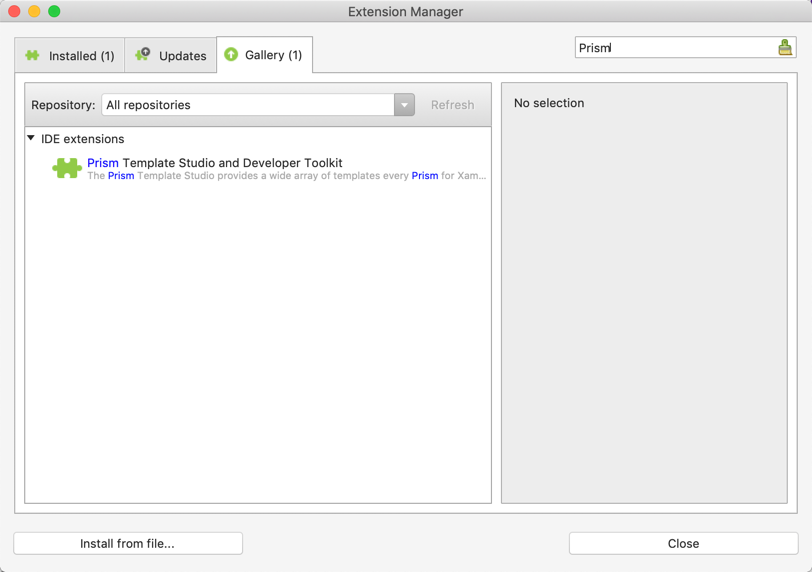 Extension Manager
Installed (1)
Updates
Gallery (1)
Prism
Repository:
All repositories
Refresh
No selection
IDE extensions
Prism Template Studio and Developer Toolkit
The Prism Template Studio provides a wide array of templates every Prism for Xam...
Install from file...
Close